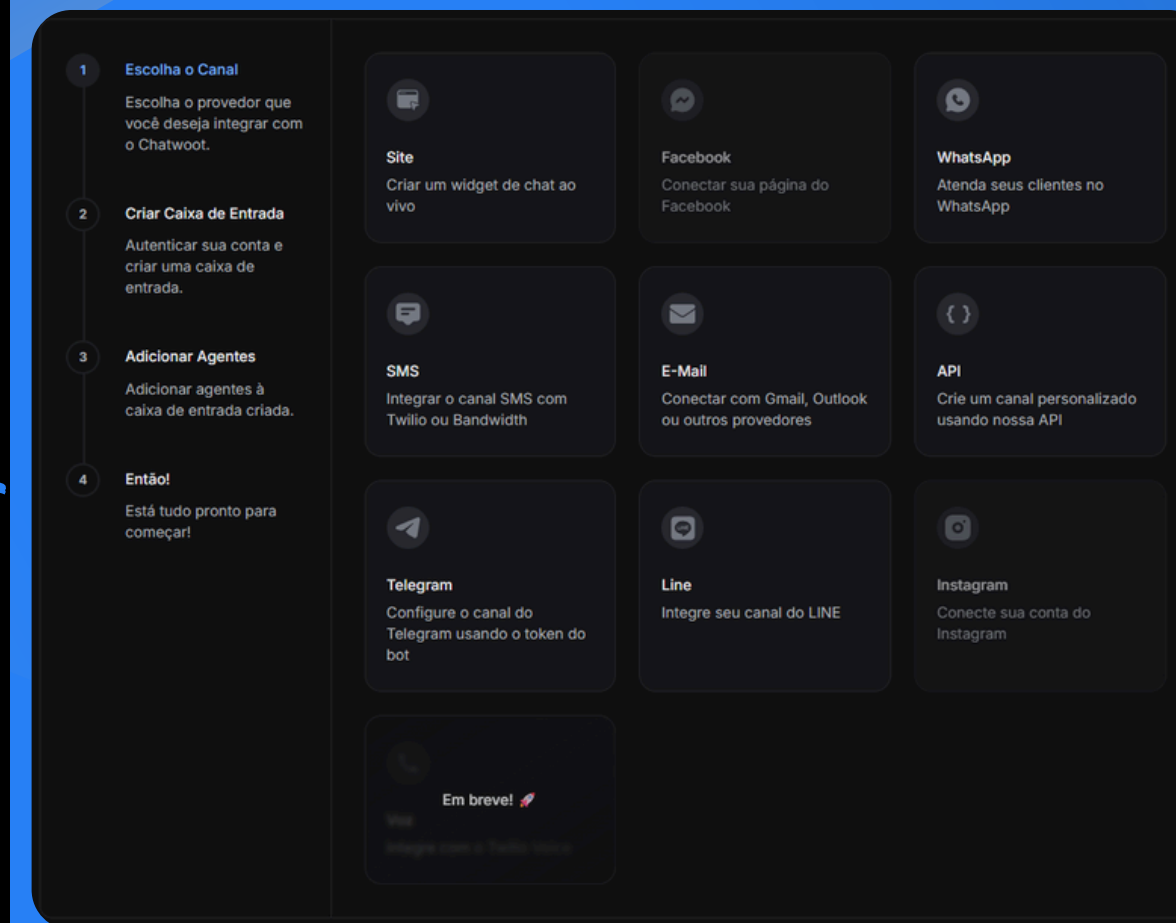 1
Escolha o Canal
Escolha o provedor que
você deseja integrar com
o Chatwoot.
2
Criar Caixa de Entrada
Autenticar sua conta e
criar uma caixa de
entrada.
3
Adicionar Agentes
Adicionar agentes à
caixa de entrada criada.
4
Então!
Está tudo pronto para
começar!
Site
Criar um widget de chat ao
vivo
Facebook
Conectar sua página do
Facebook
WhatsApp
Atenda seus clientes no
WhatsApp
SMS
Integrar o canal SMS com
Twilio ou Bandwidth
E-Mail
Conectar com Gmail, Outlook
ou outros provedores
API
Crie um canal personalizado
usando nossa API
Telegram
Configure o canal do
Telegram usando o token do
bot
Line
Integre seu canal do LINE
Instagram
Conecte sua conta do
Instagram
Em breve! 🚀